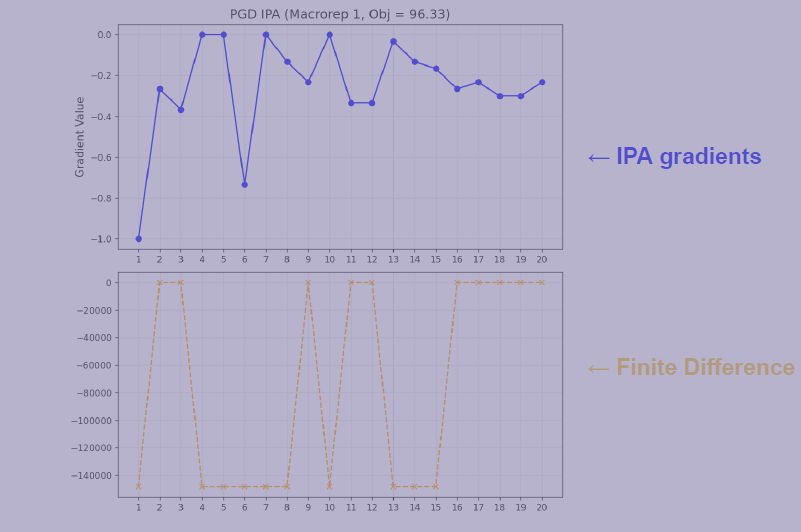 PGD IPA (Macrorep 1, Obj = 96.33)
Gradient Value
0.0
−0.2
−0.4
−0.6
−0.8
−1.0
1 2 3 4 5 6 7 8 9 10 11 12 13 14 15 16 17 18 19 20
← IPA gradients
0
−20000
−40000
−60000
−80000
−100000
−120000
−140000
1 2 3 4 5 6 7 8 9 10 11 12 13 14 15 16 17 18 19 20
← Finite Difference